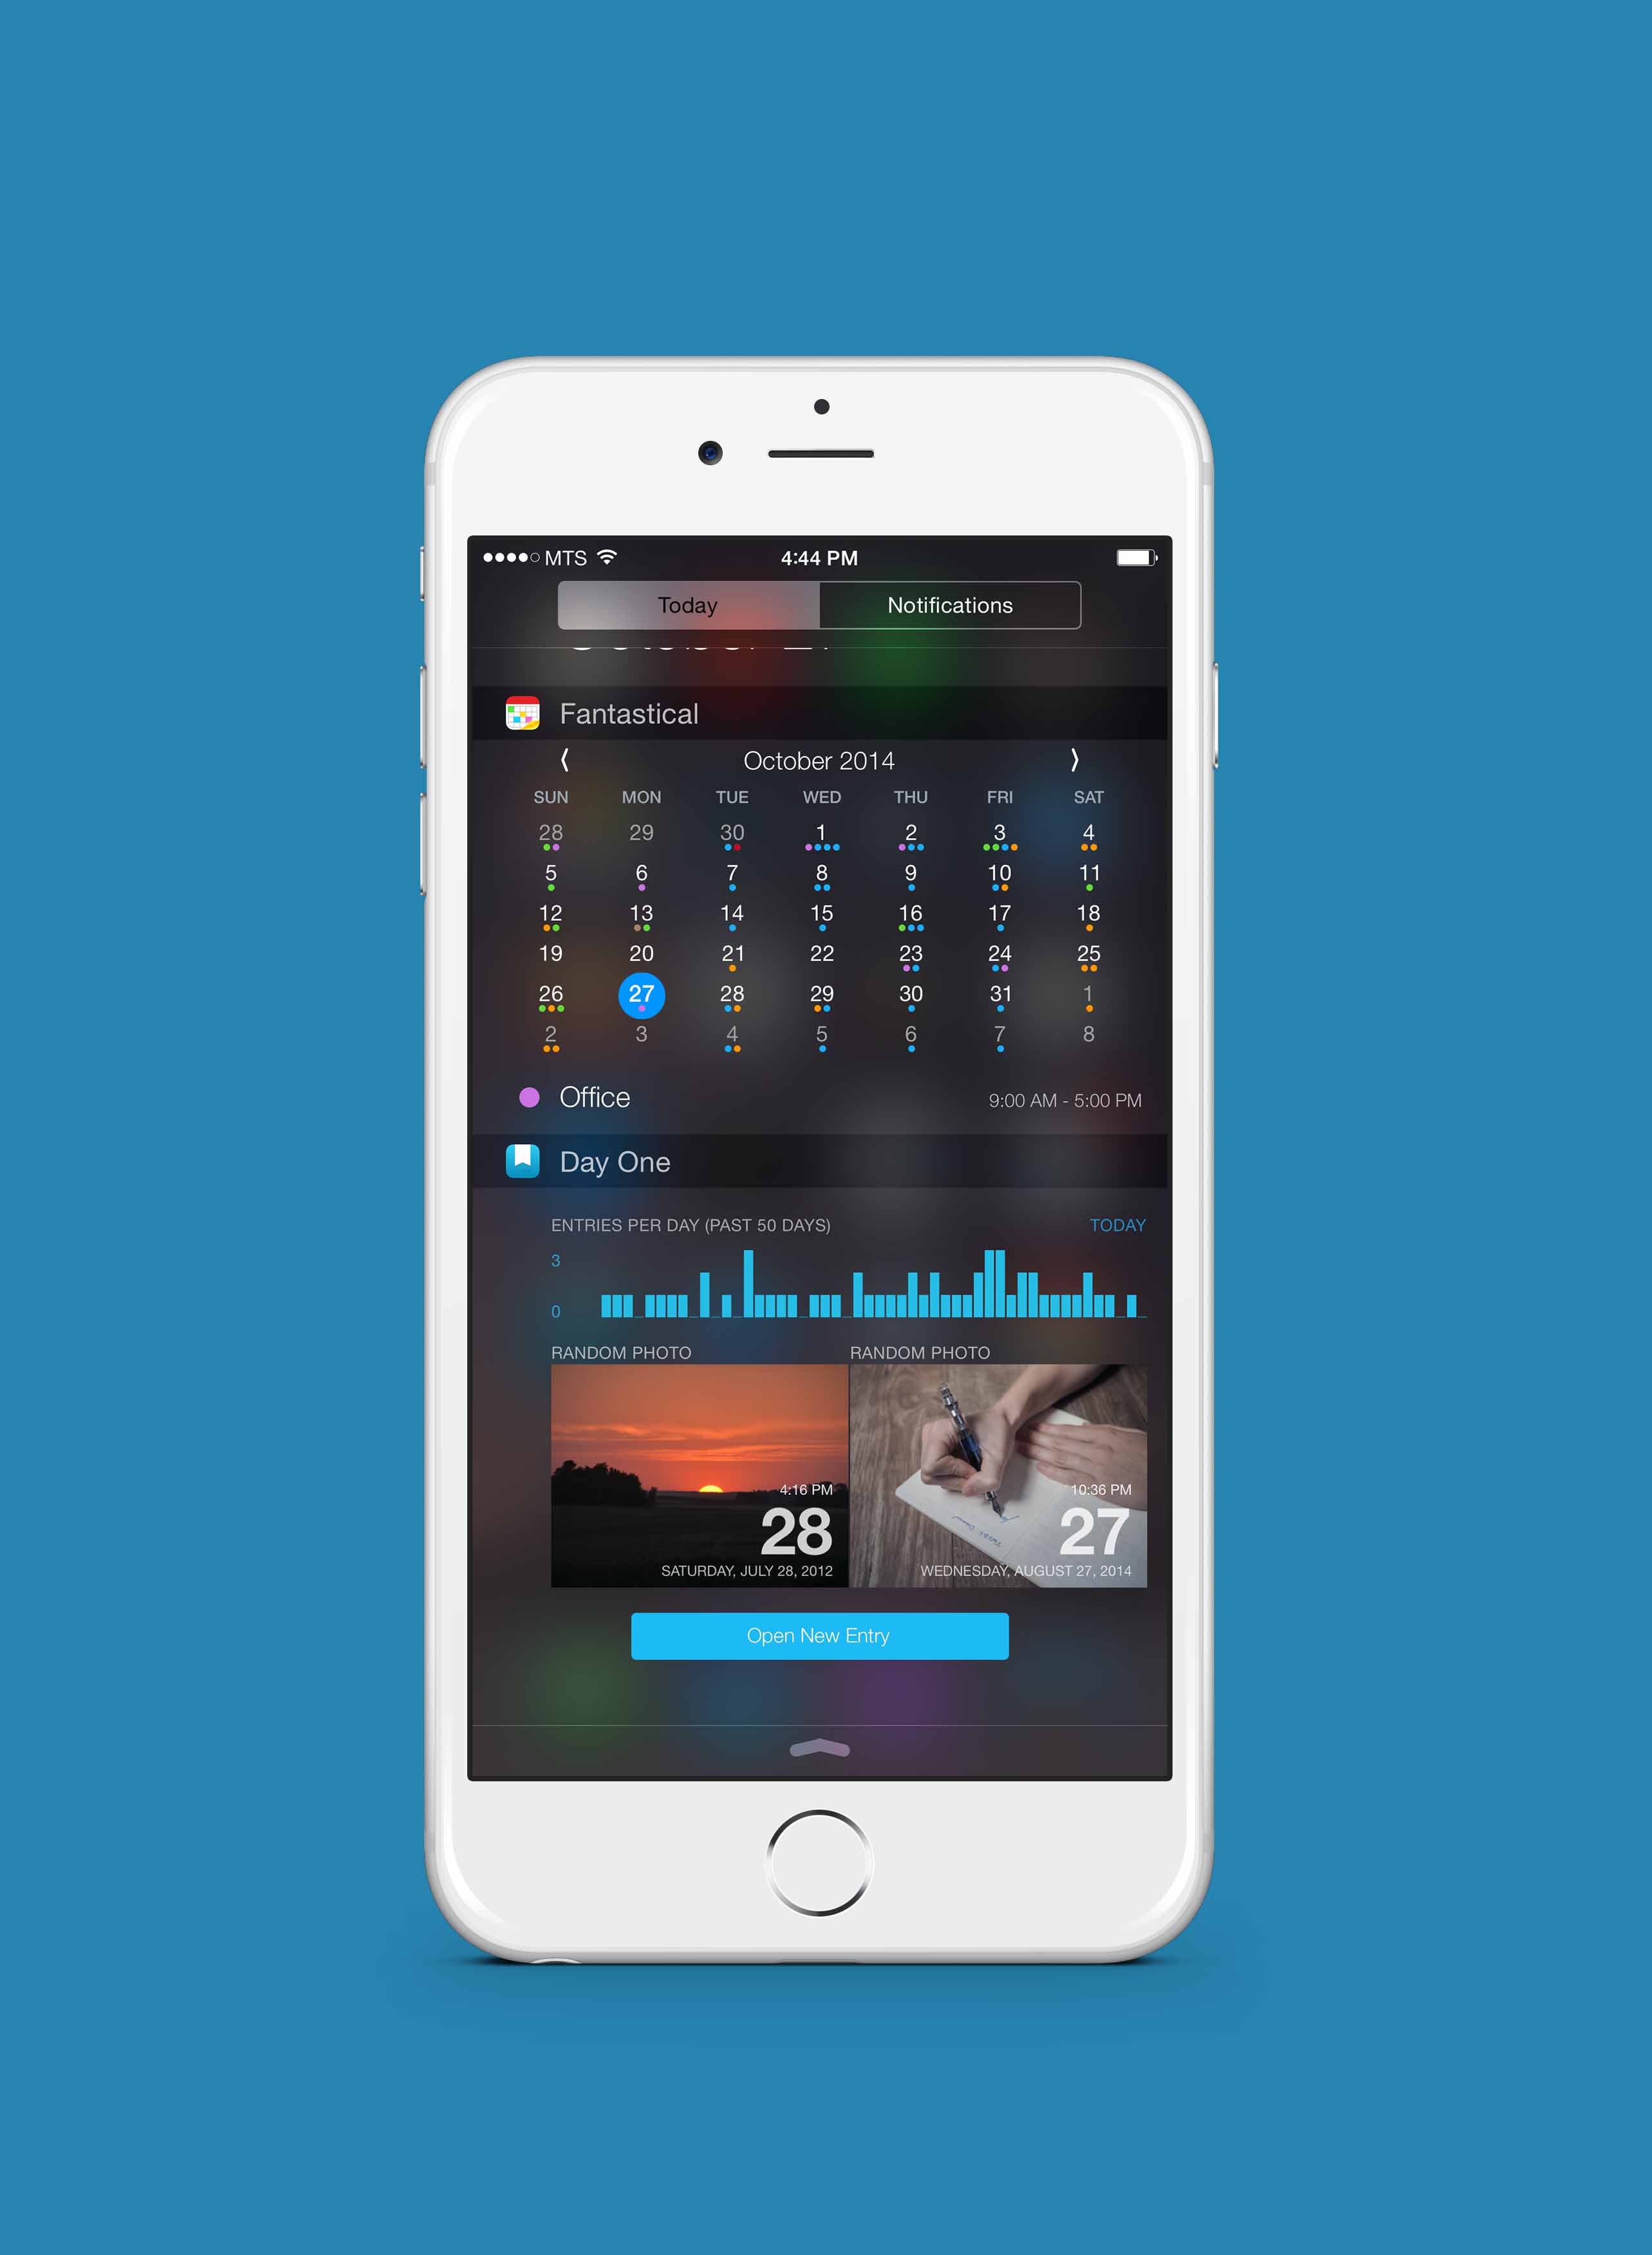 MTS 4:44 PM
Today Notifications
Fantastical
October 2014
SUN MON TUE WED THU FRI SAT
28 29 30 1 2 3 4
5 6 7 8 9 10 11
12 13 14 15 16 17 18
19 20 21 22 23 24 25
26 27 28 29 30 31 1
2 3 4 5 6 7 8
Office 9:00 AM - 5:00 PM
Day One
ENTRIES PER DAY (PAST 50 DAYS) TODAY
3
0
RANDOM PHOTO RANDOM PHOTO
4:16 PM
28
SATURDAY, JULY 28, 2012
10:36 PM
27
WEDNESDAY, AUGUST 27, 2014
Open New Entry